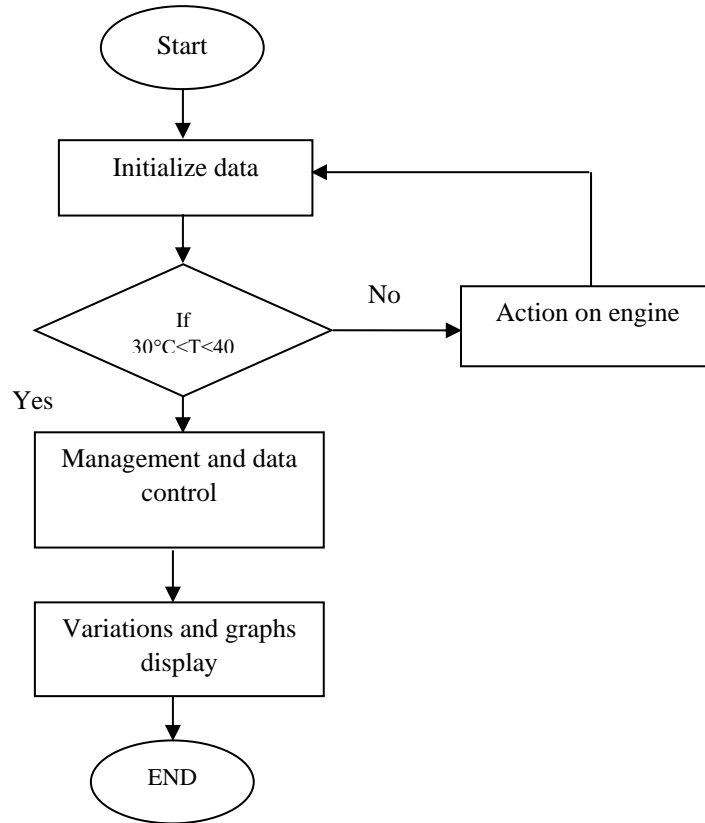 Start
Initialize data
If
30°C<T<40
No
Action on engine
Yes
Management and data
control
Variations and graphs
display
END